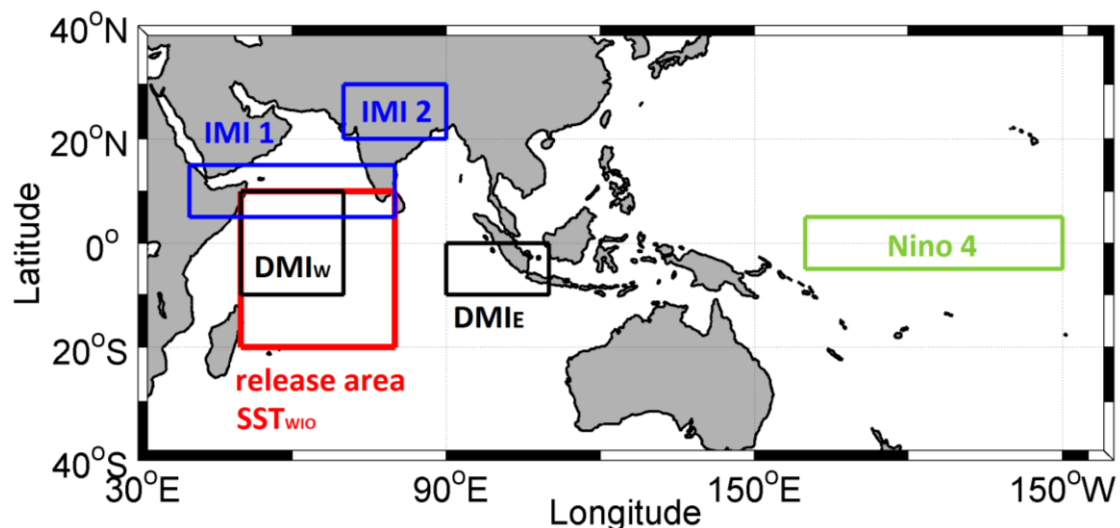 40°N
20°N
0°
20°S
40°S
Latitude
IMI 1
IMI 2
DMIW
DMIE
Nino 4
release area
SSTWIO
30°E
90°E
150°E
150°W
Longitude